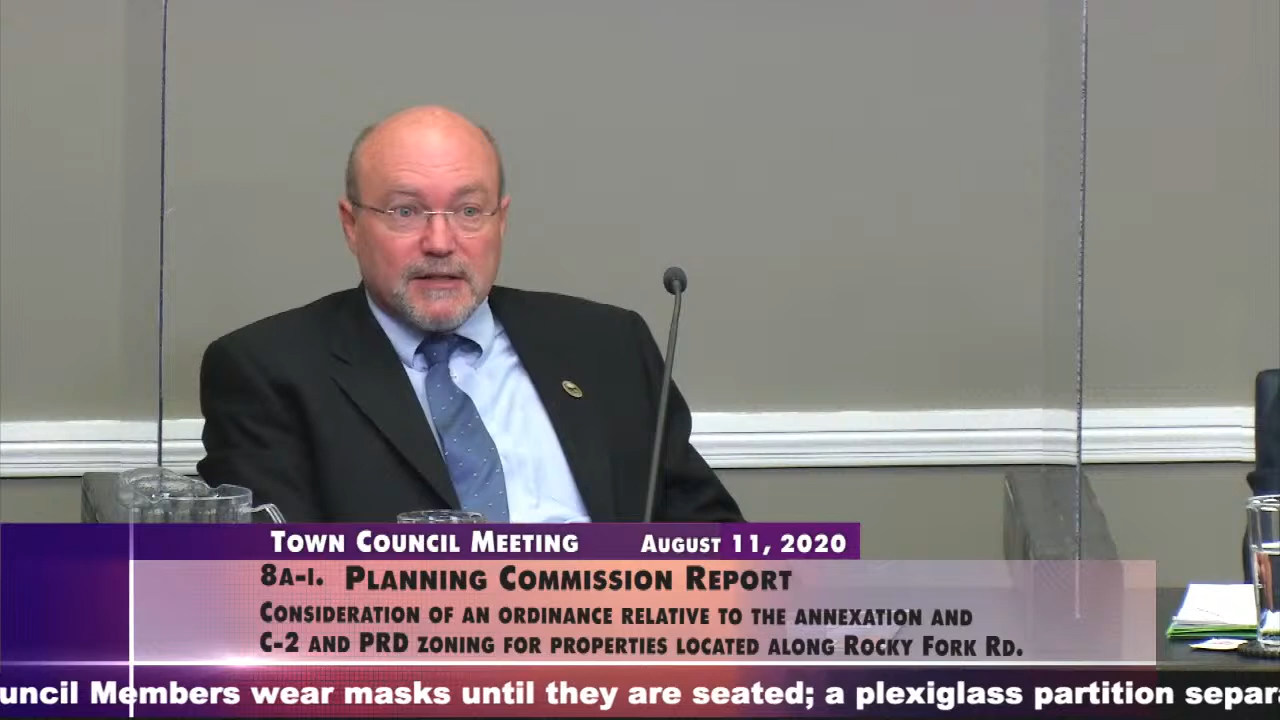 TOWN COUNCIL MEETING AUGUST 11, 2020
8A-I. PLANNING COMMISSION REPORT
CONSIDERATION OF AN ORDINANCE RELATIVE TO THE ANNEXATION AND
C-2 AND PRD ZONING FOR PROPERTIES LOCATED ALONG ROCKY FORK RD.
uncil Members wear masks until they are seated; a plexiglass partition separ